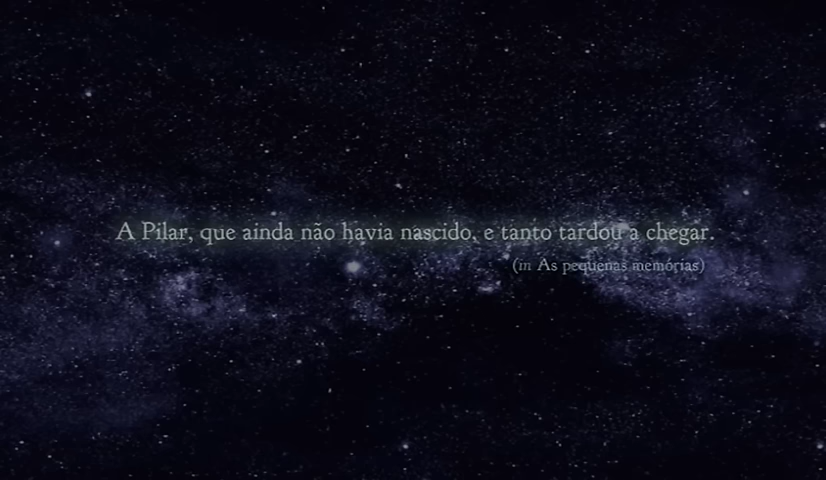 A Pilar, que ainda não havia nascido, e tanto tardou a chegar.
(in As pequenas memórias)